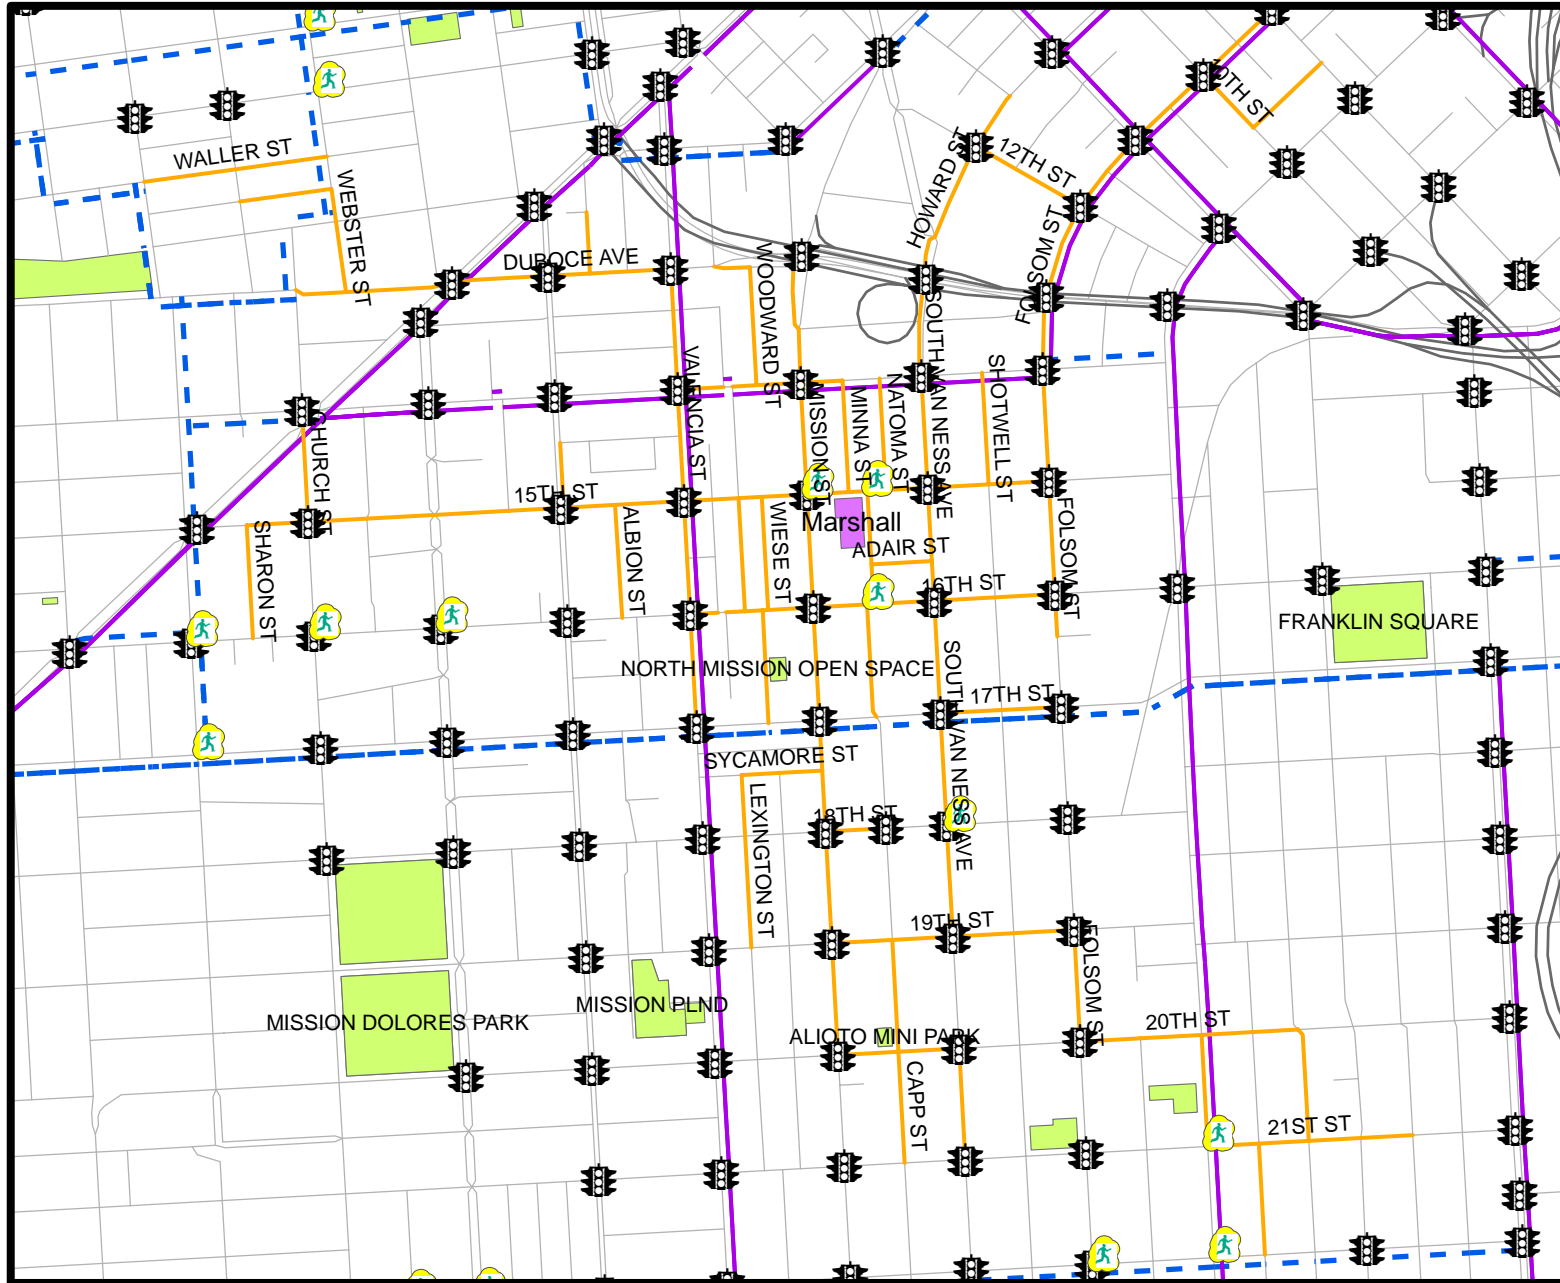 10TH ST
WALLER ST
12TH ST
HOWARD ST
WEBSTER ST
FOLSOM ST
DUBOCE AVE
WOODWARD ST
SOUTH VAN NESS AVE
VALENCIA ST
SHOTWELL ST
NATOMA ST
MINNA ST
MISSION ST
CHURCH ST
15TH ST
FOLSOM ST
WIESE ST
Marshall
ALBION ST
SHARON ST
ADAIR ST
16TH ST
FRANKLIN SQUARE
NORTH MISSION OPEN SPACE
SOUTH VAN NESS AVE
17TH ST
SYCAMORE ST
LEXINGTON ST
18TH ST
19TH ST
FOLSOM ST
MISSION PLND
MISSION DOLORES PARK
20TH ST
ALIOTO MINI PARK
CAPP ST
21ST ST